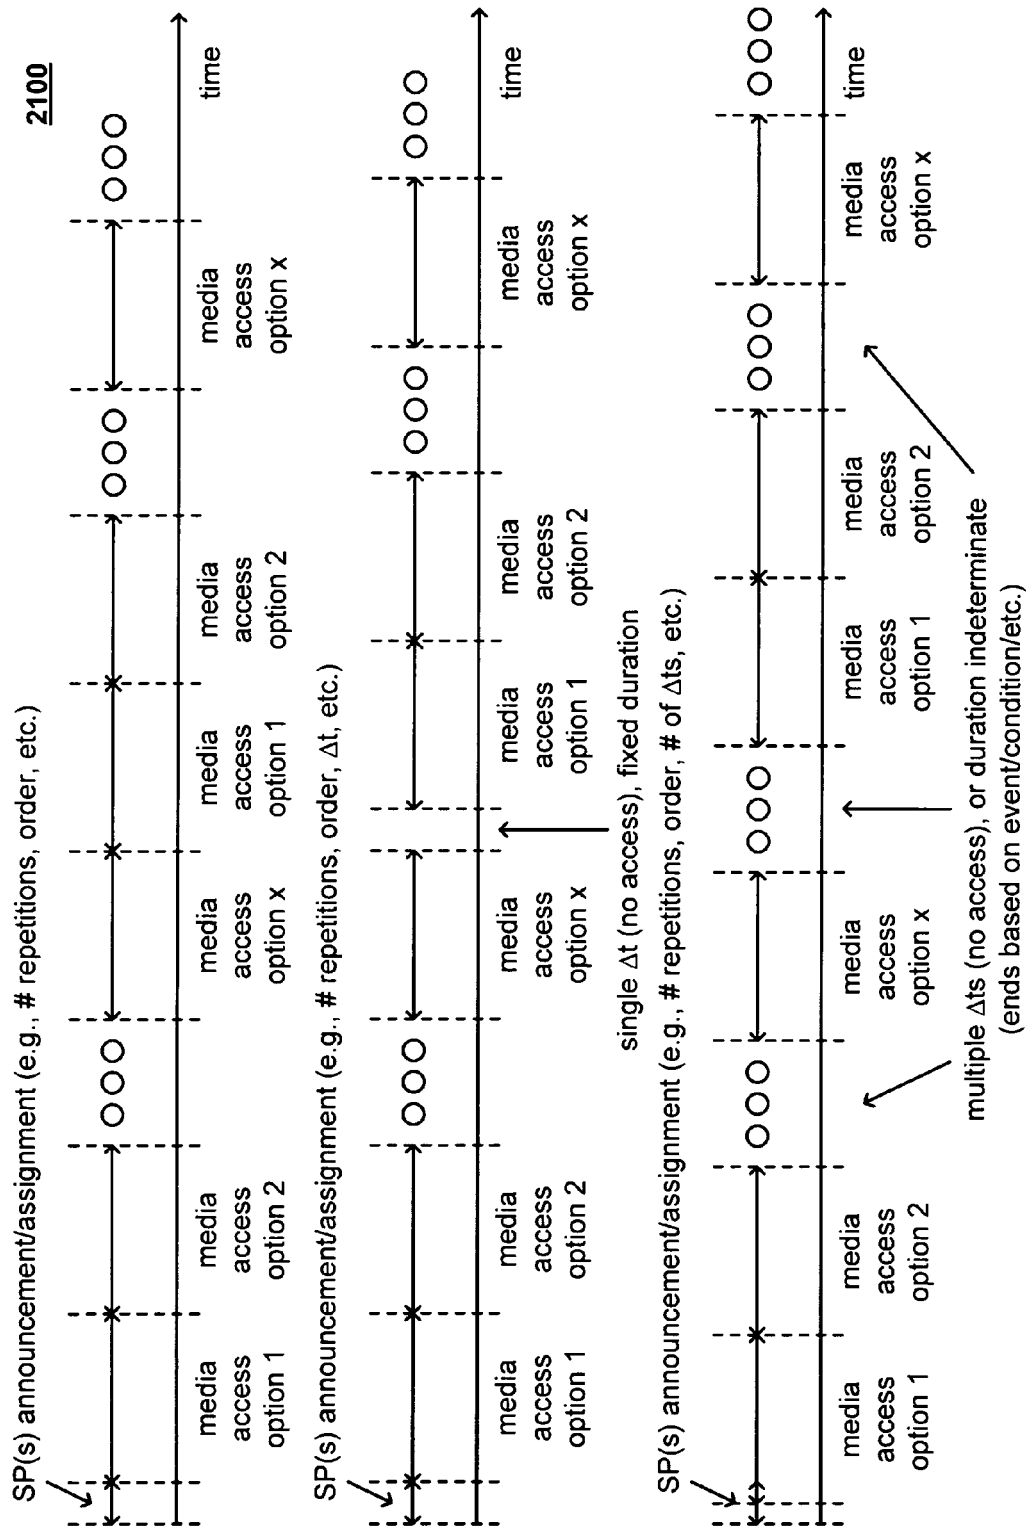 2100
SP(s) announcement/assignment (e.g., # repetitions, order, etc.)
media
access
option 1
media
access
option 2
media
access
option x
media
access
option 1
media
access
option 2
media
access
option x
time
SP(s) announcement/assignment (e.g., # repetitions, order, Δt, etc.)
media
access
option 1
media
access
option 2
media
access
option x
media
access
option 1
media
access
option 2
media
access
option x
time
single Δt (no access), fixed duration
SP(s) announcement/assignment (e.g., # repetitions, order, # of Δts, etc.)
media
access
option 1
media
access
option 2
media
access
option x
media
access
option 1
media
access
option 2
media
access
option x
time
multiple Δts (no access), or duration indeterminate
(ends based on event/condition/etc.)